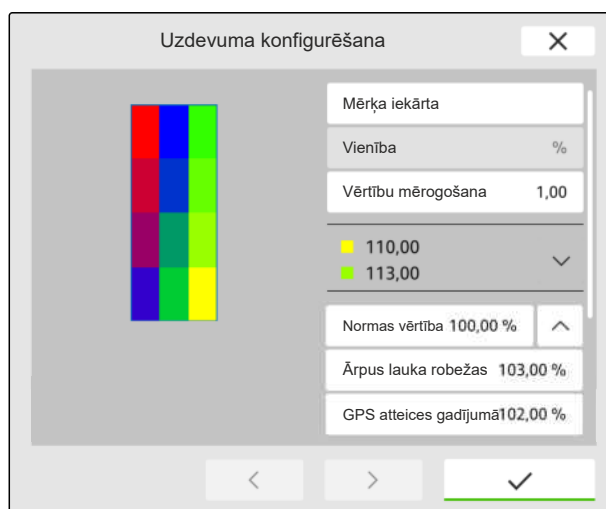 Uzdevuma konfigurēšana
Mērķa iekārta
Vienība %
Vērtību mērogošana 1,00
110,00
113,00
Normas vērtība 100,00 %
Ārpus lauka robežas 103,00 %
GPS atteices gadījumā 102,00 %